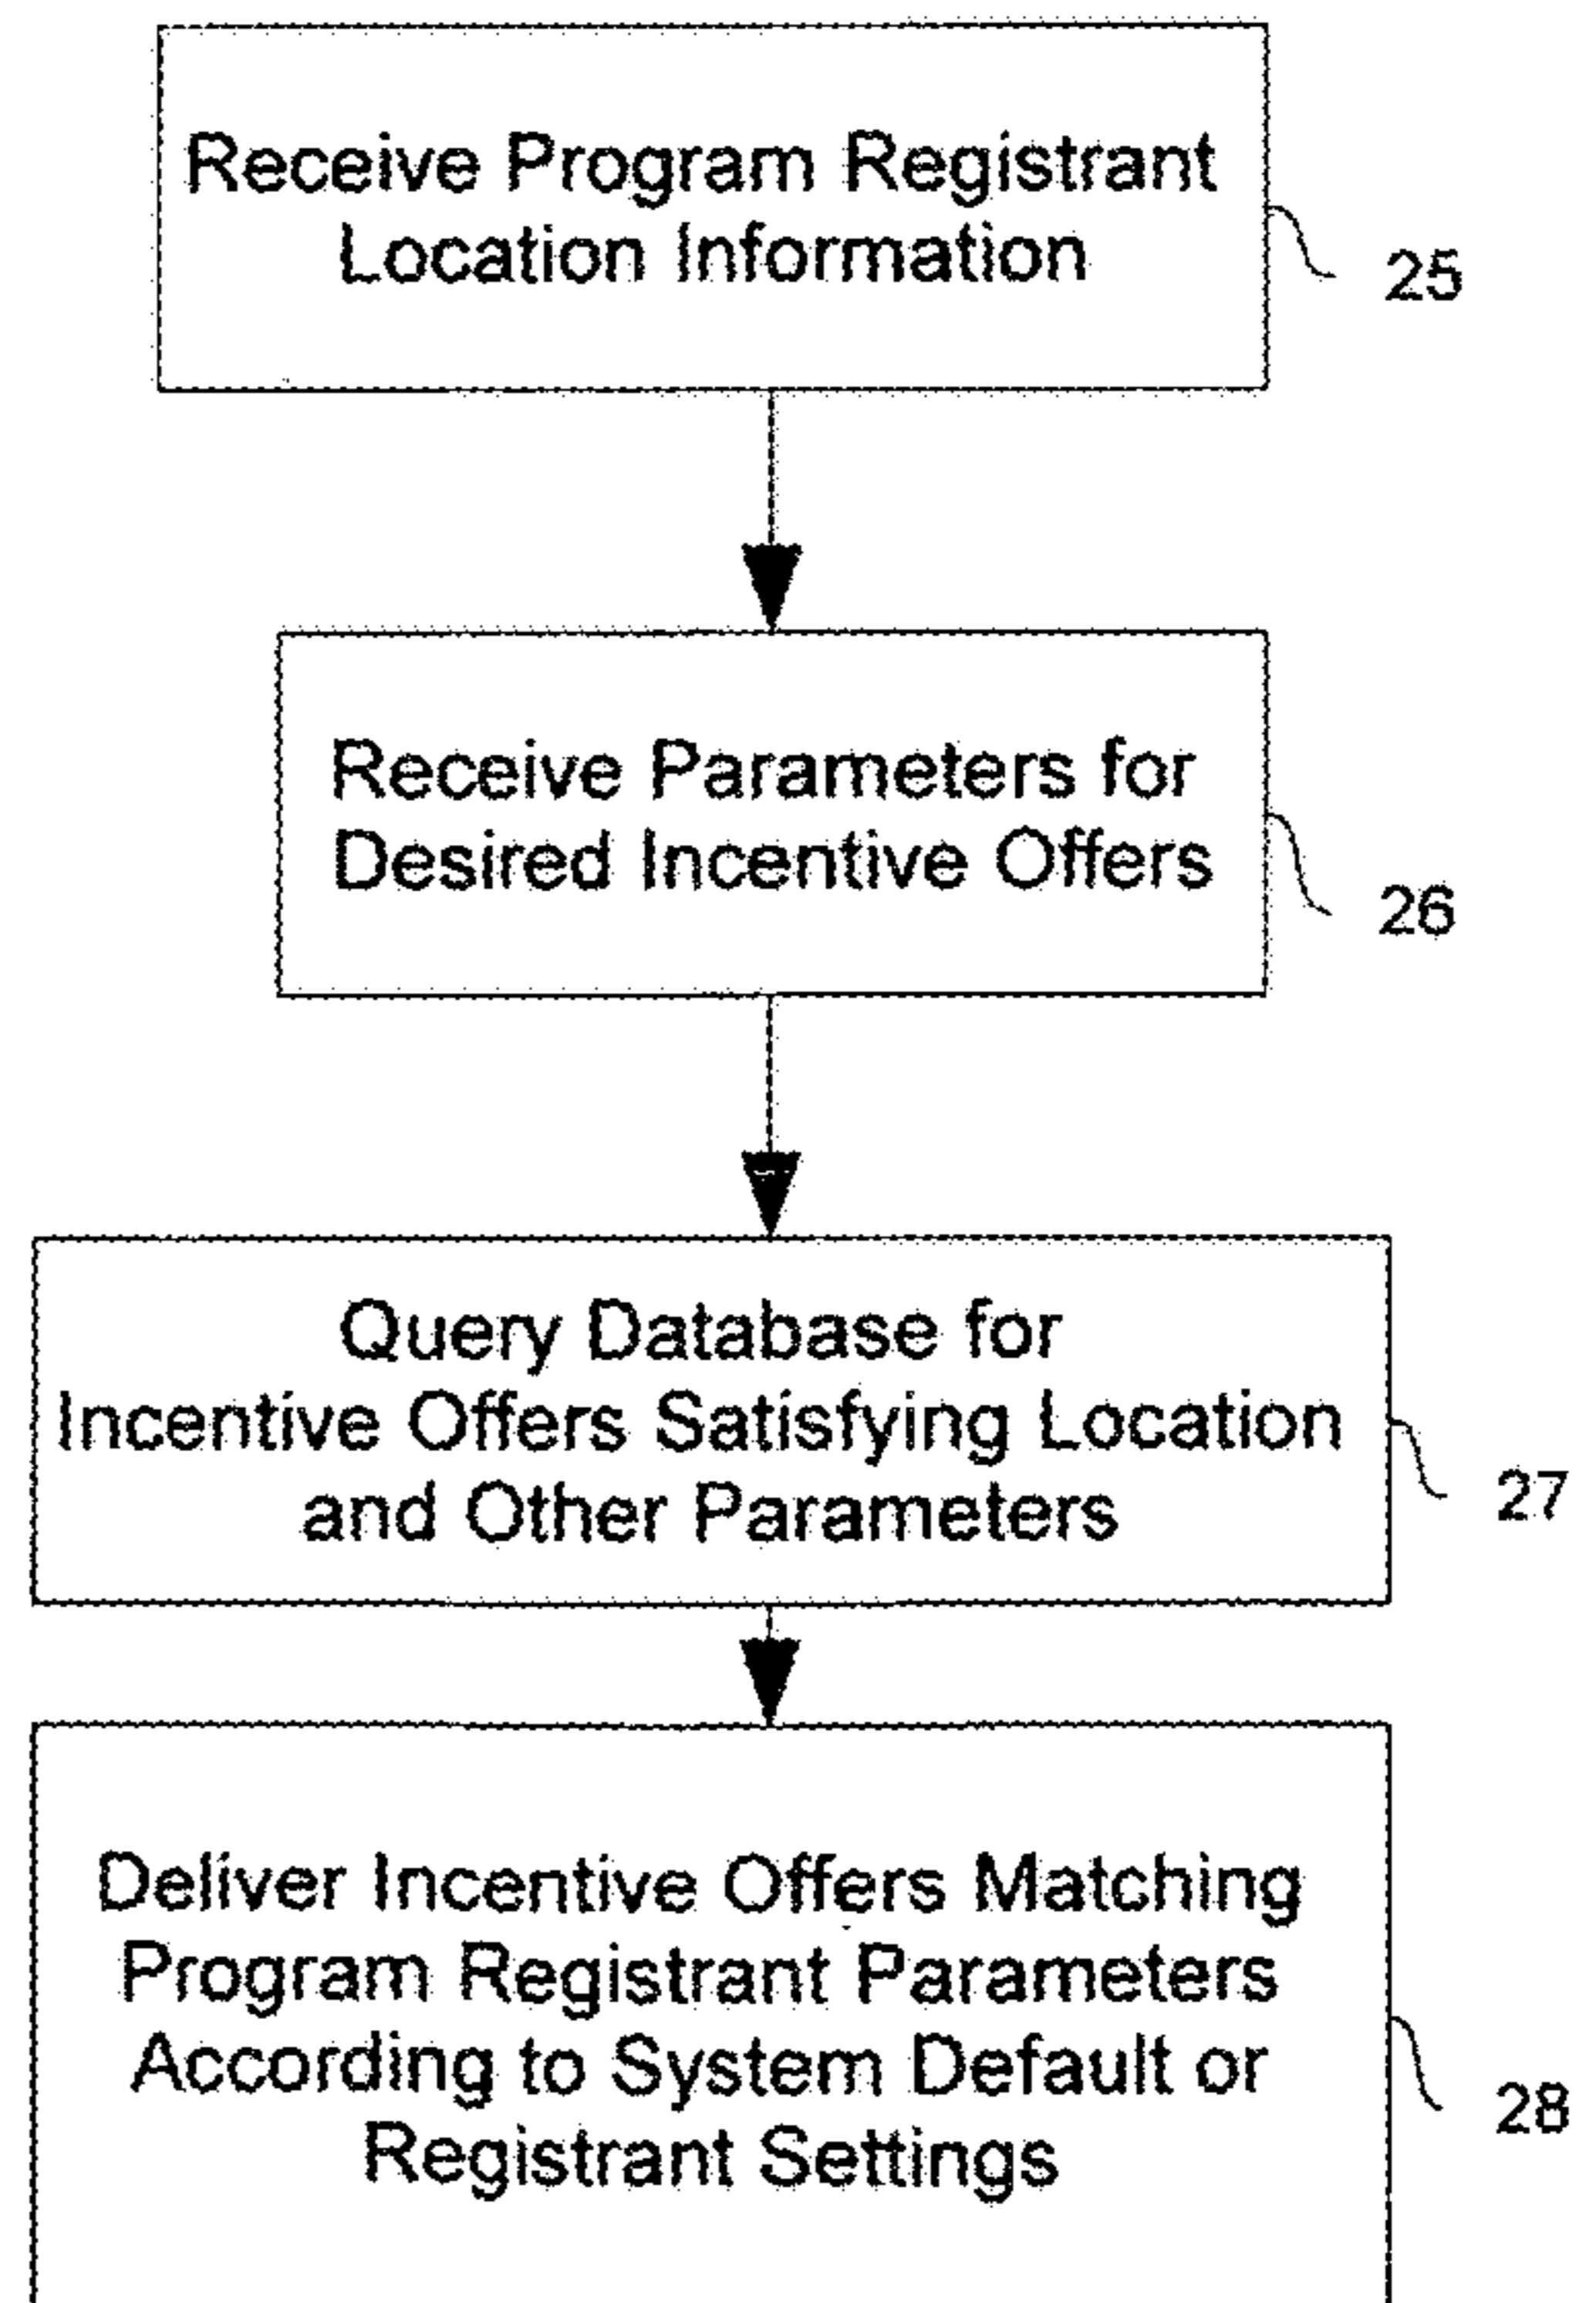 Receive Program Registrant
Location Information
25
Receive Parameters for
Desired Incentive Offers
26
Query Database for
Incentive Offers Satisfying Location
and Other Parameters
27
Deliver Incentive Offers Matching
Program Registrant Parameters
According to System Default or
Registrant Settings
28